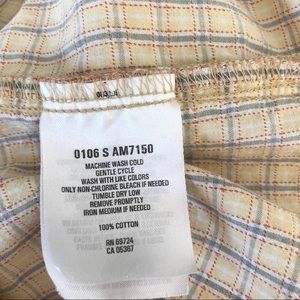 0106 S AM7150
MACHINE WASH COLD
GENTLE CYCLE
WASH WITH LIKE COLORS
ONLY NON-CHLORINE BLEACH IF NEEDED
TUMBLE DRY LOW
REMOVE PROMPTLY
IRON MEDIUM IF NEEDED
100% COTTON
RN 69724
CA 05367